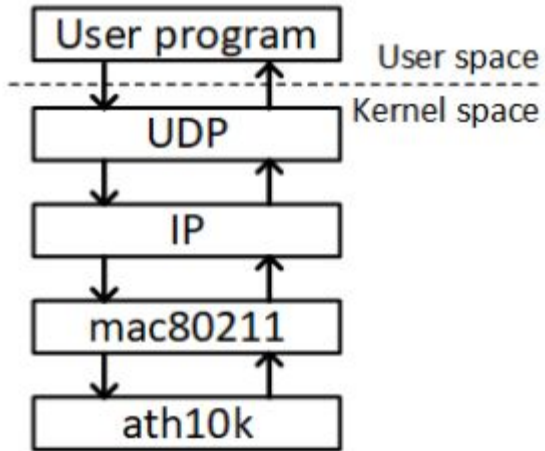 User program
User space
Kernel space
UDP
IP
mac80211
ath10k